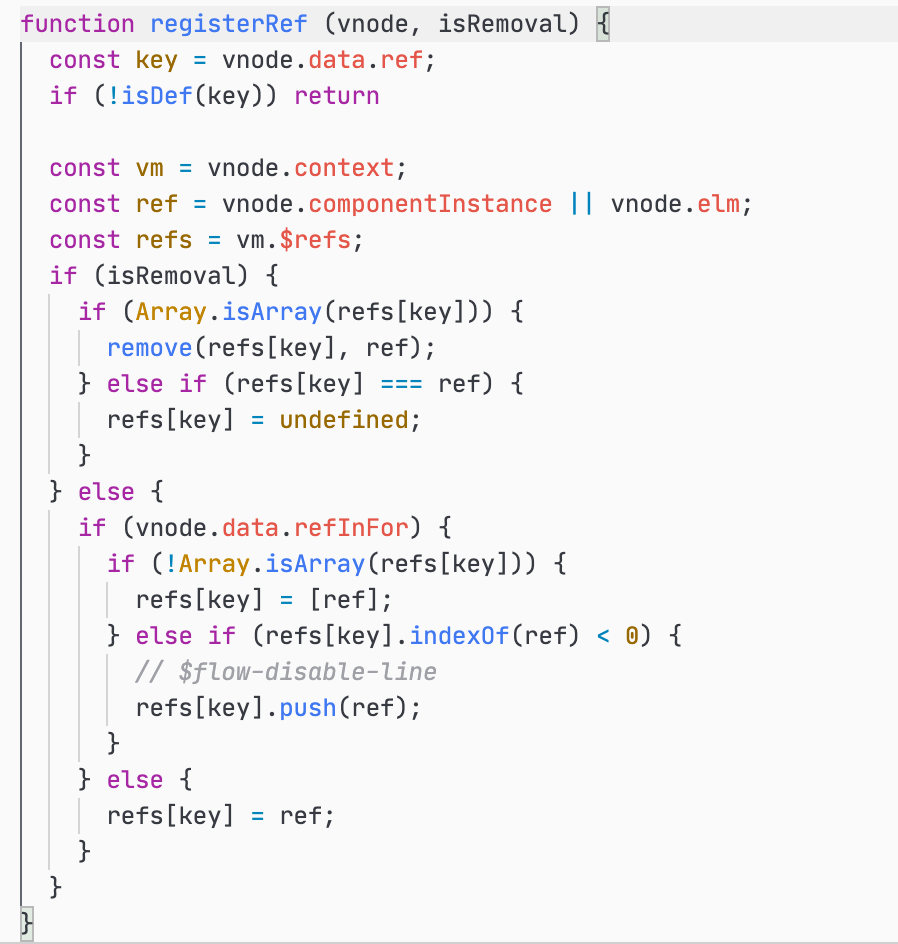 function registerRef (vnode, isRemoval) {
  const key = vnode.data.ref;
  if (!isDef(key)) return

  const vm = vnode.context;
  const ref = vnode.componentInstance || vnode.elm;
  const refs = vm.$refs;
  if (isRemoval) {
    if (Array.isArray(refs[key])) {
      remove(refs[key], ref);
    } else if (refs[key] === ref) {
      refs[key] = undefined;
    }
  } else {
    if (vnode.data.refInFor) {
      if (!Array.isArray(refs[key])) {
        refs[key] = [ref];
      } else if (refs[key].indexOf(ref) < 0) {
        // $flow-disable-line
        refs[key].push(ref);
      }
    } else {
      refs[key] = ref;
    }
  }
}